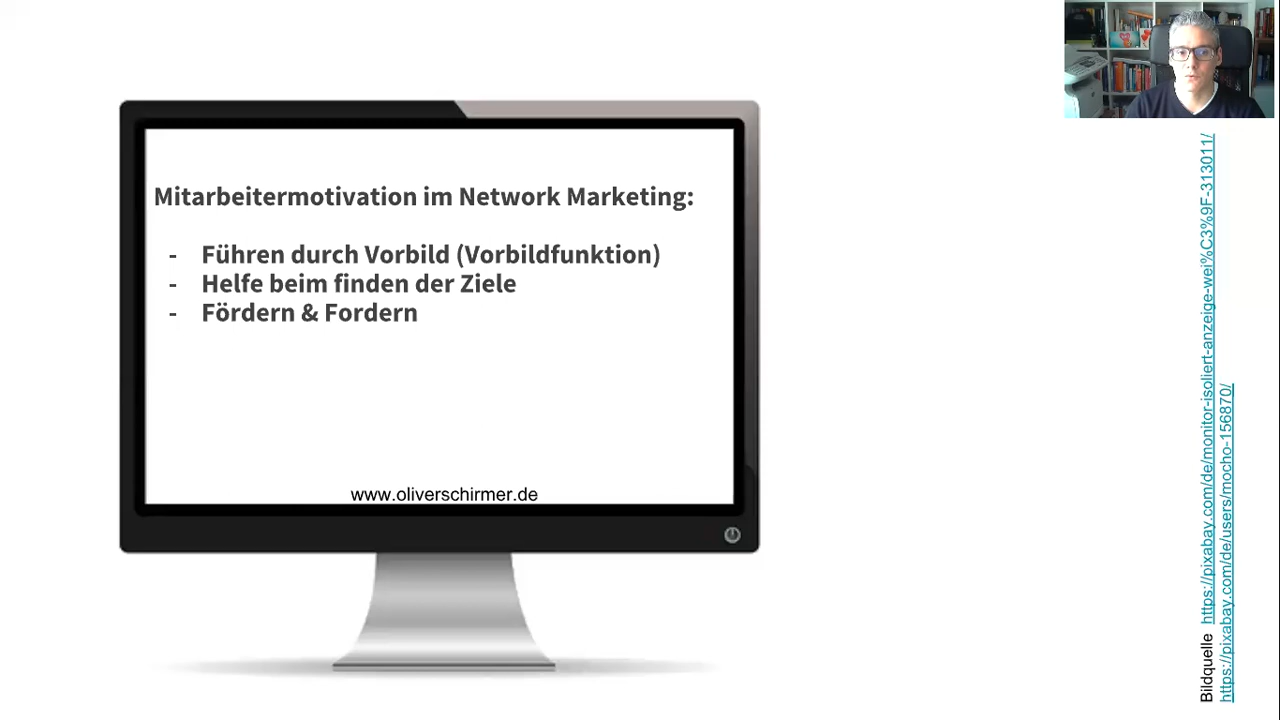 Mitarbeitermotivation im Network Marketing:
- Führen durch Vorbild (Vorbildfunktion)
- Helfe beim finden der Ziele
- Fördern & Fordern
www.oliverschirmer.de
Bildquelle https://pixabay.com/de/monitor-isoliert-anzeige-wei%C3%9F-313011/
https://pixabay.com/de/users/mocho-156870/